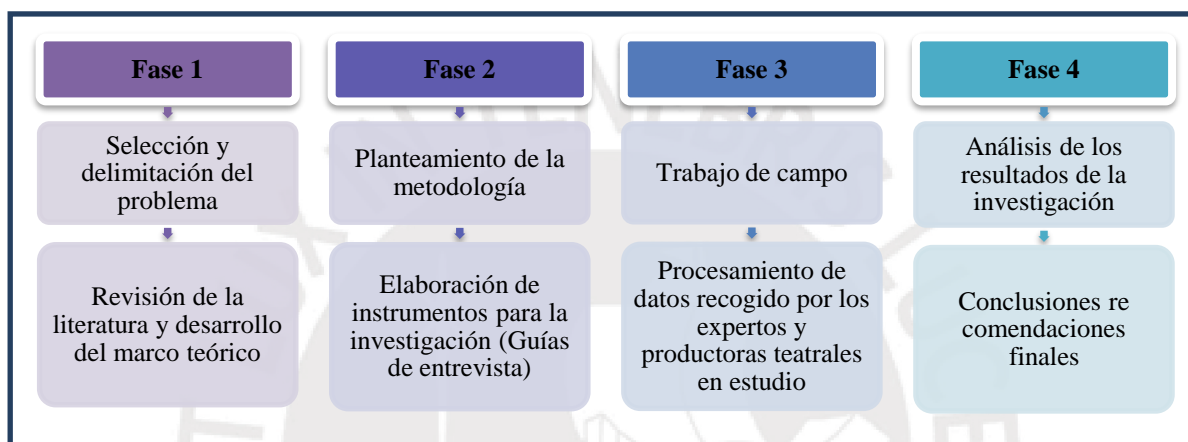 Fase 1
Selección y
delimitación del
problema
Revisión de la
literatura y desarrollo
del marco teórico
Fase 2
Planteamiento de la
metodología
Elaboración de
instrumentos para la
investigación (Guías
de entrevista)
Fase 3
Trabajo de campo
Procesamiento de
datos recogido por los
expertos y
productoras teatrales
en estudio
Fase 4
Análisis de los
resultados de la
investigación
Conclusiones re
comendaciones
finales